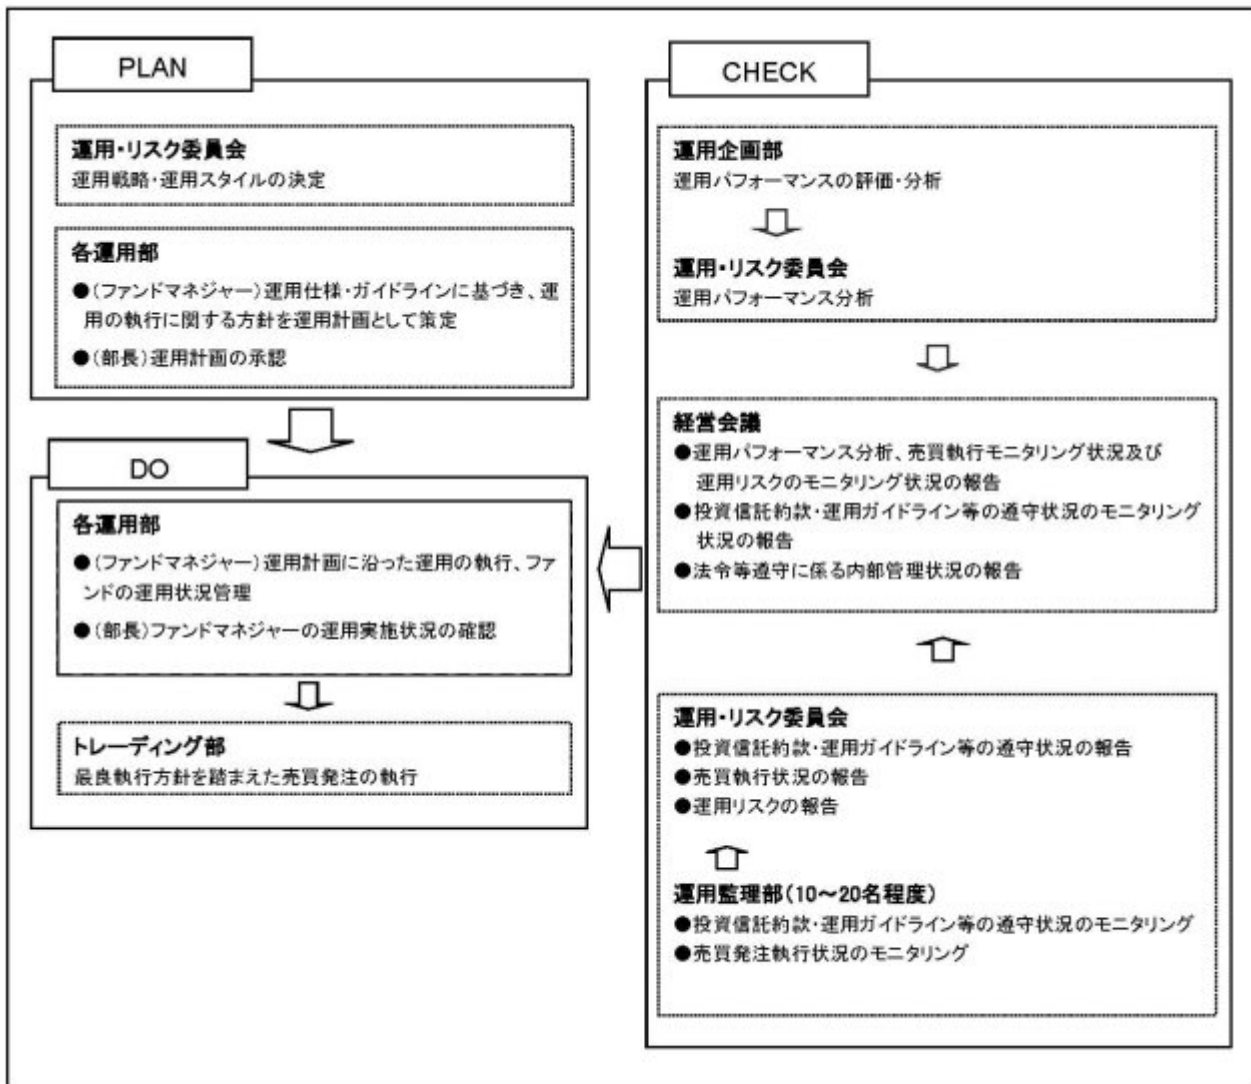 PLAN
運用・リスク委員会
運用戦略・運用スタイルの決定
各運用部
●(ファンドマネジャー)運用仕様・ガイドラインに基づき、運
用の執行に関する方針を運用計画として策定
●(部長)運用計画の承認
DO
各運用部
●(ファンドマネジャー)運用計画に沿った運用の執行、ファ
ンドの運用状況管理
●(部長)ファンドマネジャーの運用実施状況の確認
トレーディング部
最良執行方針を踏まえた売買発注の執行
CHECK
運用企画部
運用パフォーマンスの評価・分析
運用・リスク委員会
運用パフォーマンス分析
経営会議
●運用パフォーマンス分析、売買執行モニタリング状況及び
運用リスクのモニタリング状況の報告
●投資信託約款・運用ガイドライン等の遵守状況のモニタリング
状況の報告
●法令等遵守に係る内部管理状況の報告
運用・リスク委員会
●投資信託約款・運用ガイドライン等の遵守状況の報告
●売買執行状況の報告
●運用リスクの報告
運用監理部(10～20名程度)
●投資信託約款・運用ガイドライン等の遵守状況のモニタリング
●売買発注執行状況のモニタリング